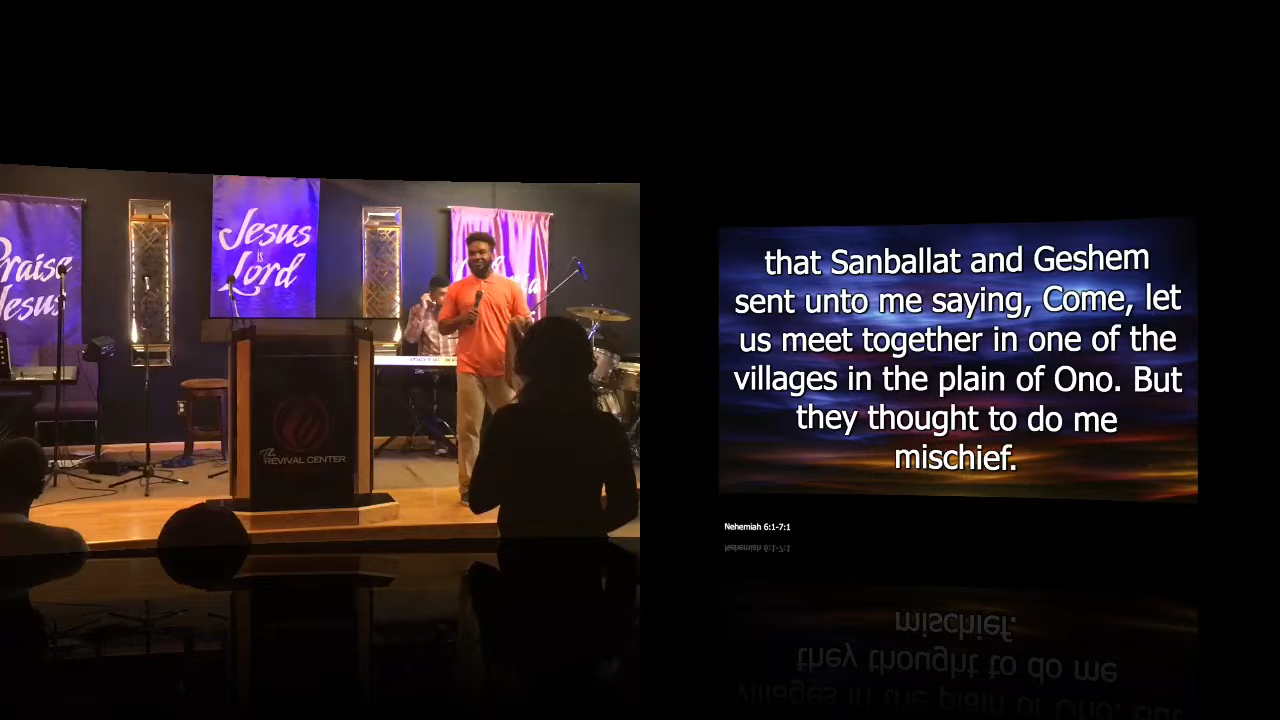 Praise
Jesus
Jesus
is
Lord
The
REVIVAL CENTER
that Sanballat and Geshem
sent unto me saying, Come, let
us meet together in one of the
villages in the plain of Ono. But
they thought to do me
mischief.
Nehemiah 6:1-7:1